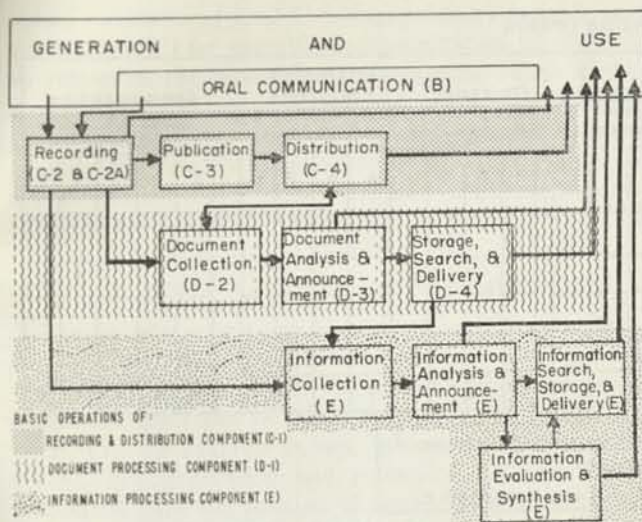 GENERATION AND USE
ORAL COMMUNICATION (B)
Recording
(C-2 & C-2A)
Publication
(C-3)
Distribution
(C-4)
Document
Collection
(D-2)
Document
Analysis &
Announce-
ment (D-3)
Storage,
Search, &
Delivery
(D-4)
Information
Collection
(E)
Information
Analysis &
Announce-
ment (E)
Information
Search,
Storage, &
Delivery (E)
Information
Evaluation &
Synthesis
(E)
BASIC OPERATIONS OF:
RECORDING & DISTRIBUTION COMPONENT (C-1)
DOCUMENT PROCESSING COMPONENT (D-1)
INFORMATION PROCESSING COMPONENT (E)